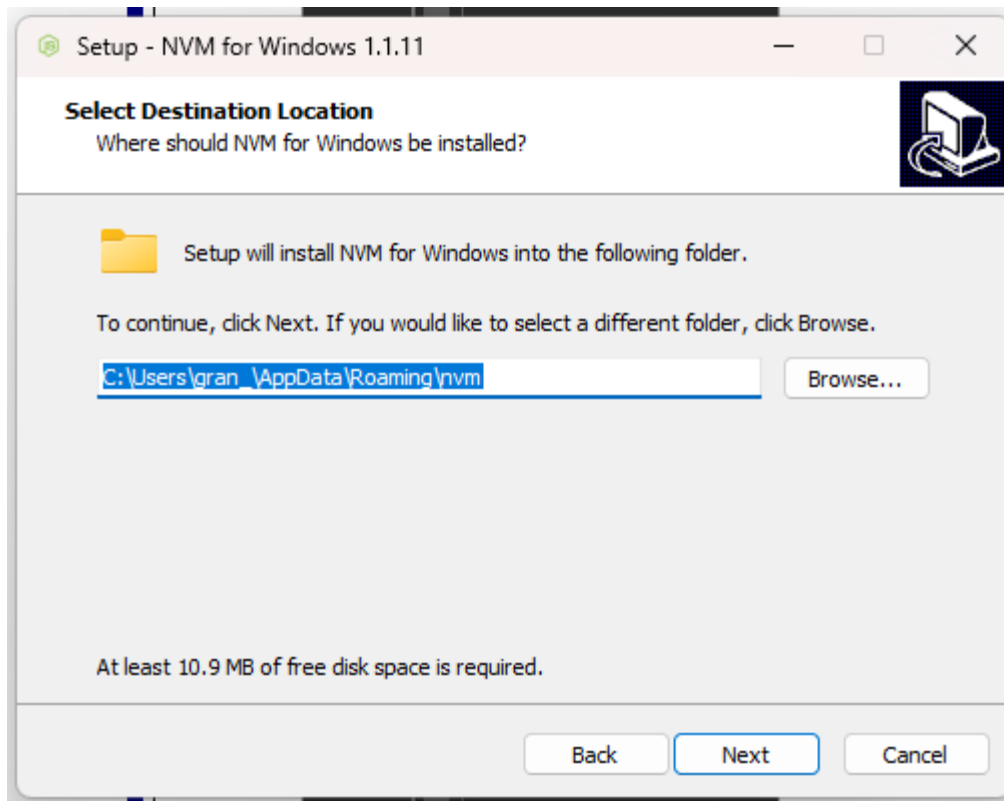 Setup - NVM for Windows 1.1.11
Select Destination Location
Where should NVM for Windows be installed?
Setup will install NVM for Windows into the following folder.
To continue, click Next. If you would like to select a different folder, click Browse.
C:\Users\gran_\AppData\Roaming\nvm
Browse...
At least 10.9 MB of free disk space is required.
Back
Next
Cancel